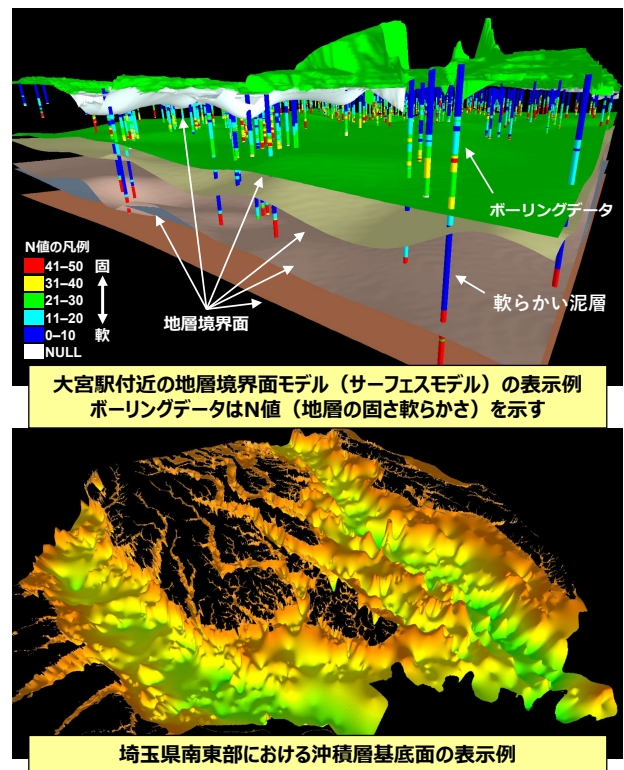 ボーリングデータ
N値の凡例
41–50 固
31–40
21–30
11–20
0–10 軟
NULL
地層境界面
軟らかい泥層
大宮駅付近の地層境界面モデル（サーフェスモデル）の表示例
ボーリングデータはN値（地層の固さ軟らかさ）を示す
埼玉県南東部における沖積層基底面の表示例